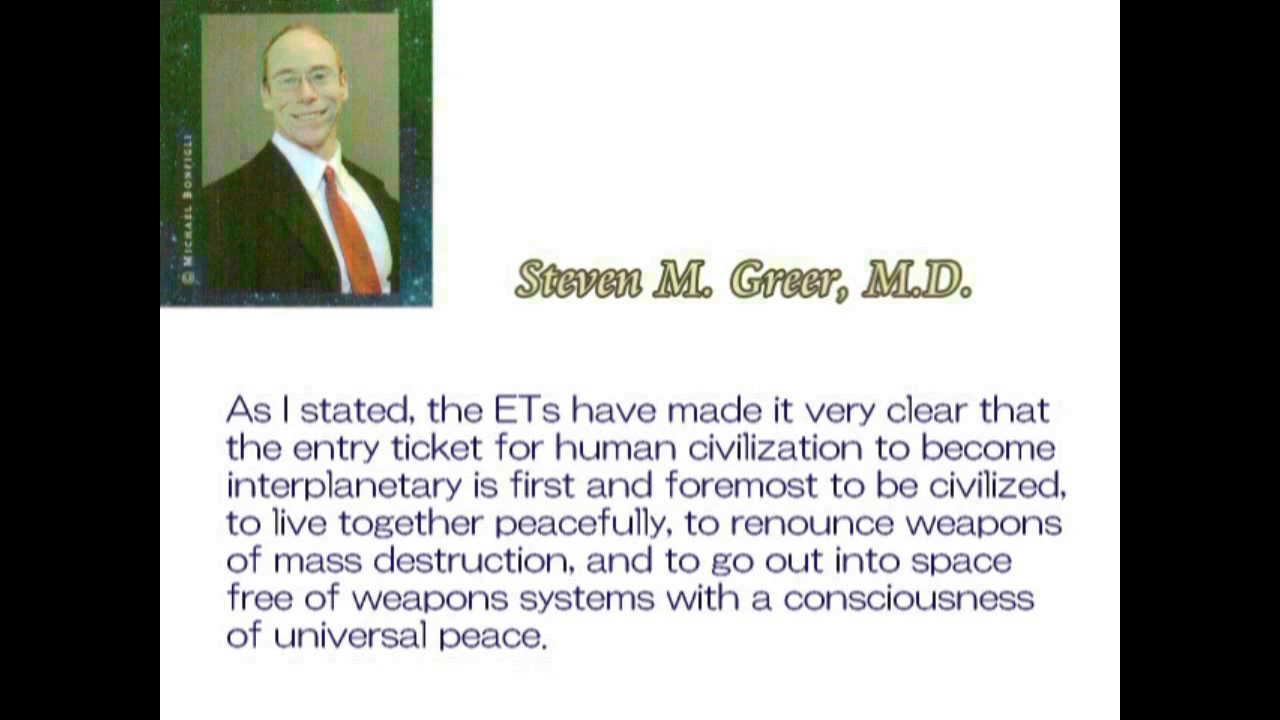 © MICHAEL BONFIGLI
Steven M. Greer, M.D.
As I stated, the ETs have made it very clear that
the entry ticket for human civilization to become
interplanetary is first and foremost to be civilized,
to live together peacefully, to renounce weapons
of mass destruction, and to go out into space
free of weapons systems with a consciousness
of universal peace.